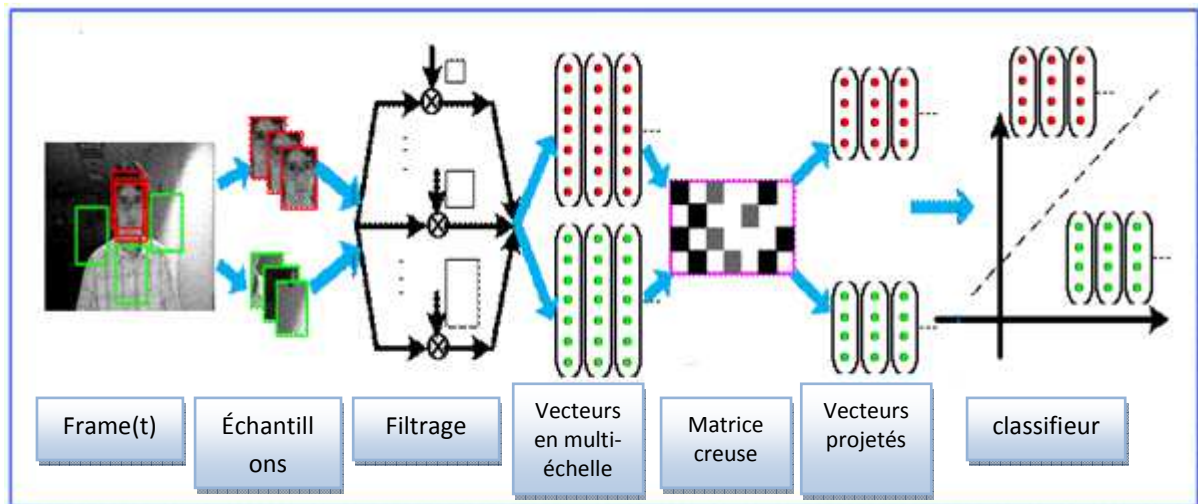 Frame(t)
Échantill
ons
Filtrage
Vecteurs
en multi-
échelle
Matrice
creuse
Vecteurs
projetés
classifieur